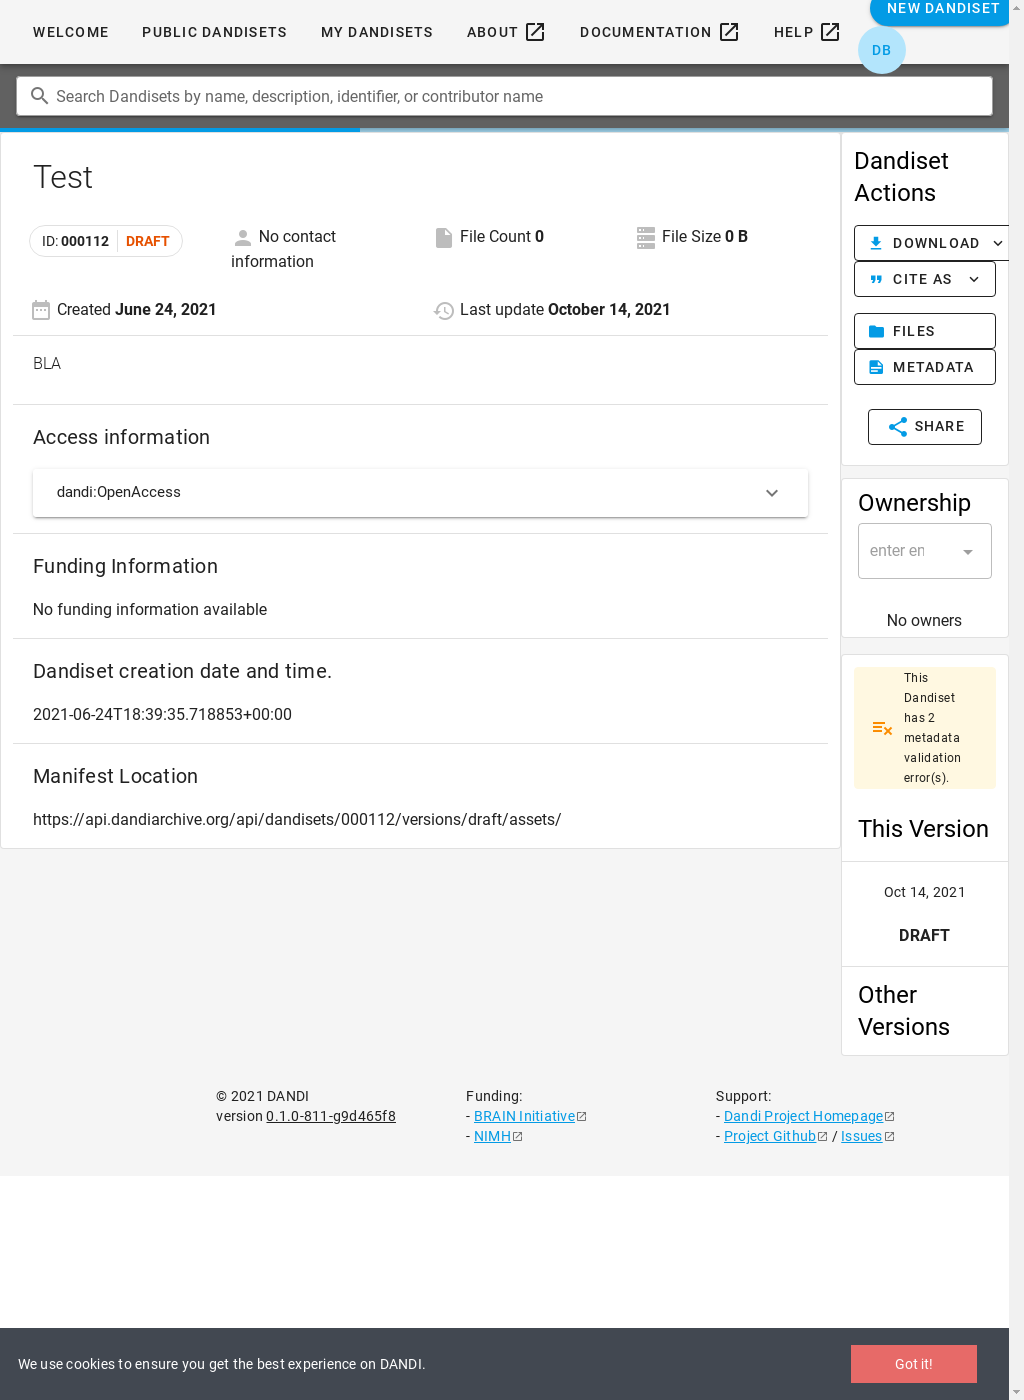 WELCOME
PUBLIC DANDISETS
MY DANDISETS
ABOUT
DOCUMENTATION
HELP
NEW DANDISET
DB
Search Dandisets by name, description, identifier, or contributor name
Test
ID: 000112 DRAFT
No contact
information
File Count 0
File Size 0 B
Created June 24, 2021
Last update October 14, 2021
BLA
Access information
dandi:OpenAccess
Funding Information
No funding information available
Dandiset creation date and time.
2021-06-24T18:39:35.718853+00:00
Manifest Location
https://api.dandiarchive.org/api/dandisets/000112/versions/draft/assets/
Dandiset
Actions
DOWNLOAD
CITE AS
FILES
METADATA
SHARE
Ownership
enter en
No owners
This
Dandiset
has 2
metadata
validation
error(s).
This Version
Oct 14, 2021
DRAFT
Other
Versions
© 2021 DANDI
version 0.1.0-811-g9d465f8
Funding:
- BRAIN Initiative
- NIMH
Support:
- Dandi Project Homepage
- Project Github / Issues
We use cookies to ensure you get the best experience on DANDI.
Got it!